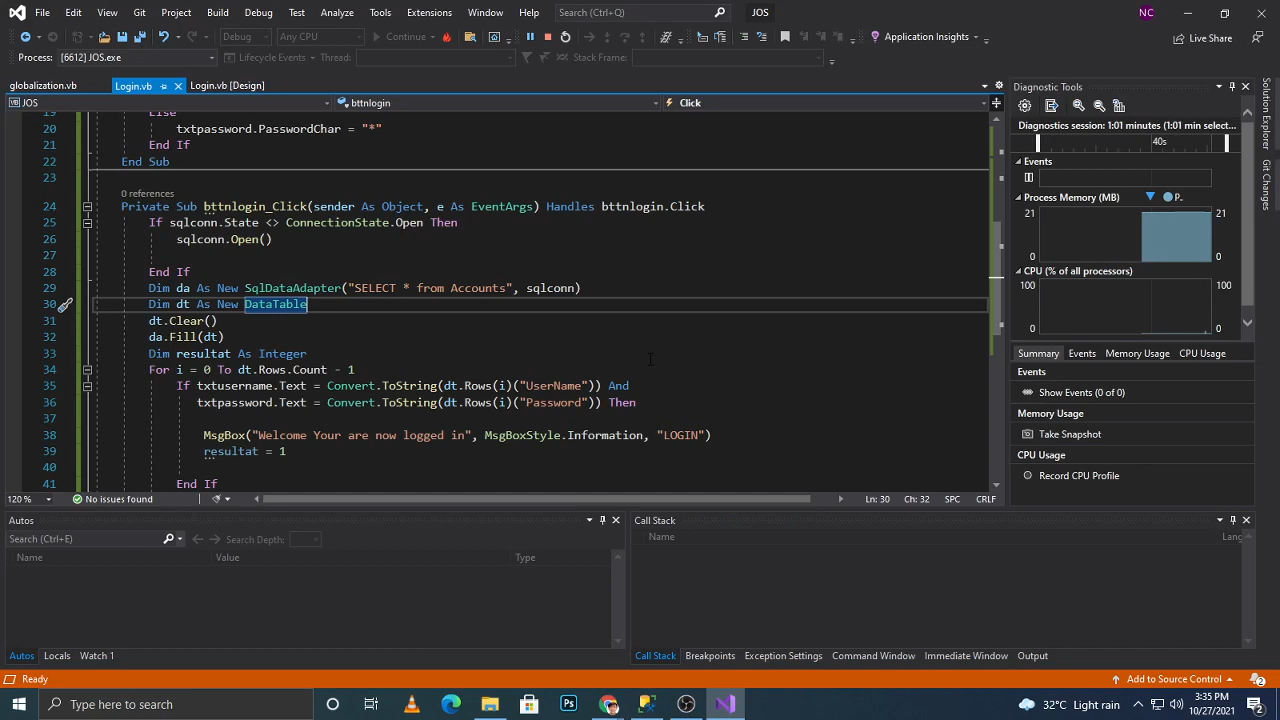 File Edit View Git Project Build Debug Test Analyze Tools Extensions Window Help Search (Ctrl+Q) JOS NC
Debug Any CPU Continue Application Insights Live Share
Process: [6612] JOS.exe Lifecycle Events Thread: Stack Frame:
globalization.vb Login.vb Login.vb [Design]
JOS bttnlogin Click
19 Else
20 txtpassword.PasswordChar = "*"
21 End If
22 End Sub
23
0 references
24 Private Sub bttnlogin_Click(sender As Object, e As EventArgs) Handles bttnlogin.Click
25 If sqlconn.State <> ConnectionState.Open Then
26 sqlconn.Open()
27
28 End If
29 Dim da As New SqlDataAdapter("SELECT * from Accounts", sqlconn)
30 Dim dt As New DataTable
31 dt.Clear()
32 da.Fill(dt)
33 Dim resultat As Integer
34 For i = 0 To dt.Rows.Count - 1
35 If txtusername.Text = Convert.ToString(dt.Rows(i)("UserName")) And
36 txtpassword.Text = Convert.ToString(dt.Rows(i)("Password")) Then
37
38 MsgBox("Welcome Your are now logged in", MsgBoxStyle.Information, "LOGIN")
39 resultat = 1
40
41 End If
120 % No issues found Ln: 30 Ch: 32 SPC CRLF
Diagnostic Tools
Diagnostics session: 1:01 minutes (1:01 min select...
40s
Events
Process Memory (MB) P..
21 21
0 0
CPU (% of all processors)
100 100
0 0
Summary Events Memory Usage CPU Usage
Events
Show Events (0 of 0)
Memory Usage
Take Snapshot
CPU Usage
Record CPU Profile
Solution Explorer
Git Changes
Autos
Search (Ctrl+E) Search Depth:
Name Value Type
Autos Locals Watch 1
Call Stack
Name Lang
Call Stack Breakpoints Exception Settings Command Window Immediate Window Output
Ready Add to Source Control 2
Type here to search
Ps
32°C Light rain
3:35 PM
10/27/2021
2